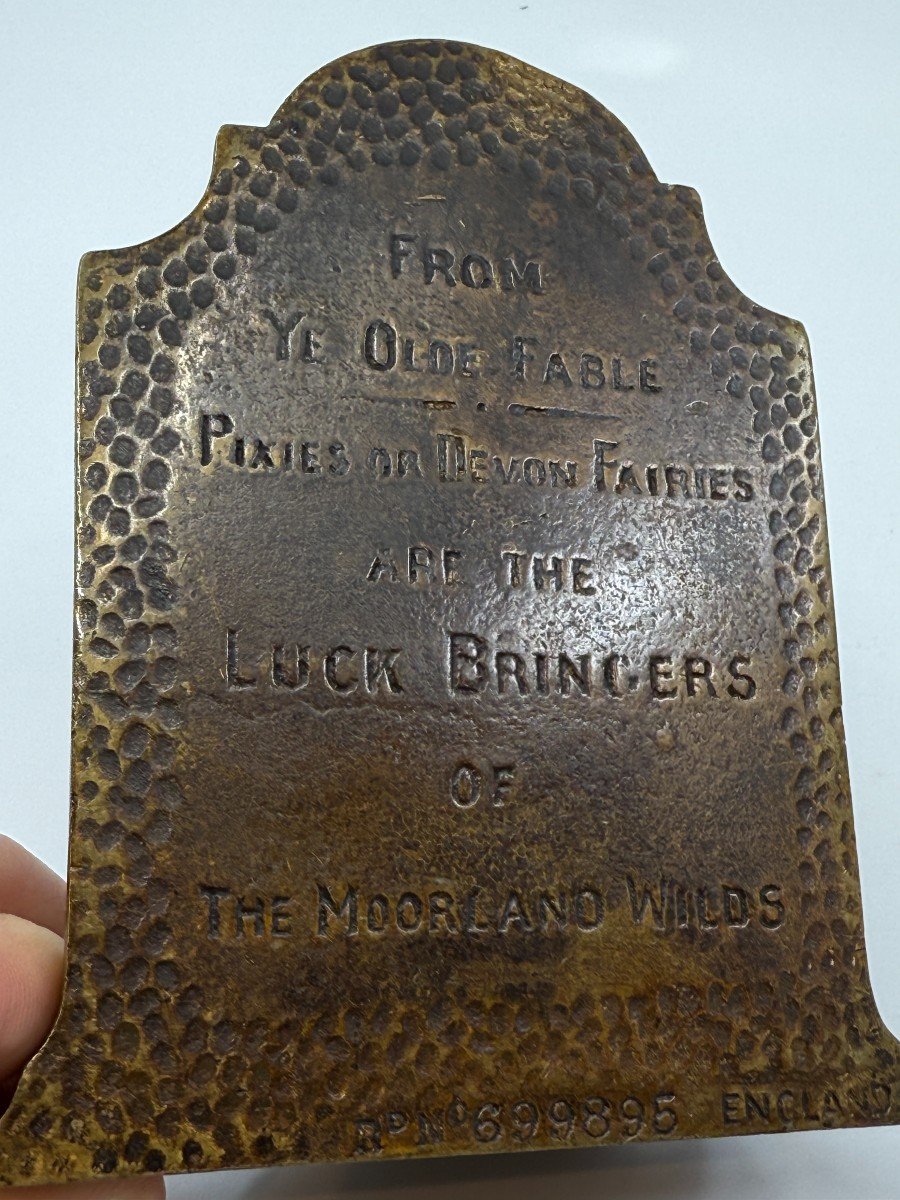 FROM
YE OLDE FABLE
PIXIES OR DEVON FAIRIES
ARE THE
LUCK BRINGERS
OF
THE MOORLAND WILDS
RD NO 699895 ENGLAND